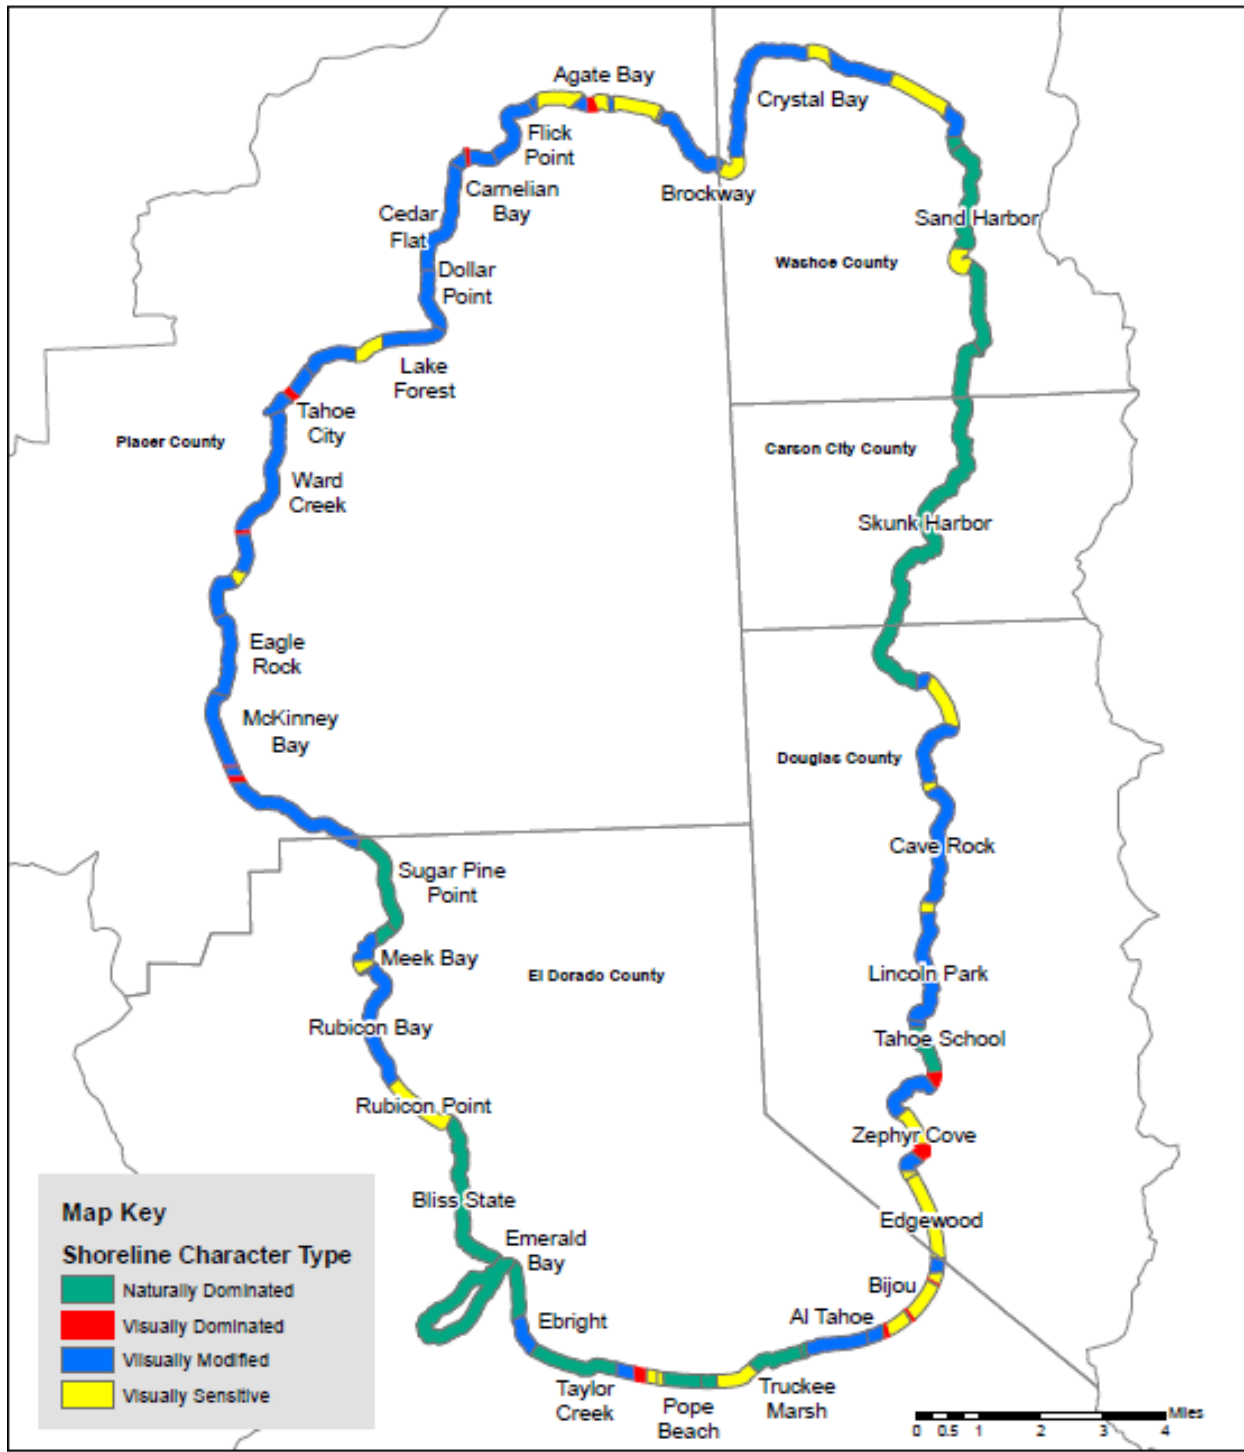 Agate Bay
Crystal Bay
Flick
Point
Brockway
Carnelian
Bay
Cedar
Flat
Sand Harbor
Washoe County
Dollar
Point
Lake
Forest
Tahoe
City
Placer County
Carson City County
Ward
Creek
Skunk Harbor
Eagle
Rock
McKinney
Bay
Douglas County
Cave Rock
Sugar Pine
Point
Meek Bay
El Dorado County
Lincoln Park
Rubicon Bay
Tahoe School
Rubicon Point
Zephyr Cove
Bliss State
Edgewood
Emerald
Bay
Bijou
Ebright
Al Tahoe
Taylor
Creek
Pope
Beach
Truckee
Marsh
Map Key
Shoreline Character Type
Naturally Dominated
Visually Dominated
Viisually Modified
Visually Sensitive
Miles
0 0.5 1 2 3 4